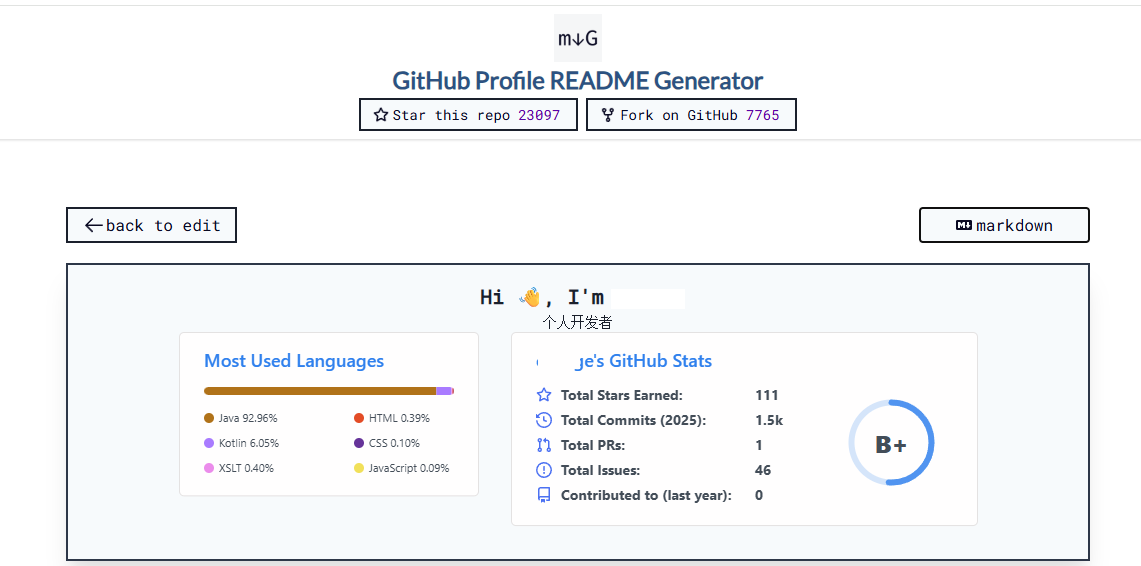 m↓G
GitHub Profile README Generator
Star this repo 23097
Fork on GitHub 7765
back to edit
markdown
Hi 👋, I'm
个人开发者
Most Used Languages
Java 92.96%
HTML 0.39%
Kotlin 6.05%
CSS 0.10%
XSLT 0.40%
JavaScript 0.09%
's GitHub Stats
Total Stars Earned: 111
Total Commits (2025): 1.5k
Total PRs: 1
Total Issues: 46
Contributed to (last year): 0
B+